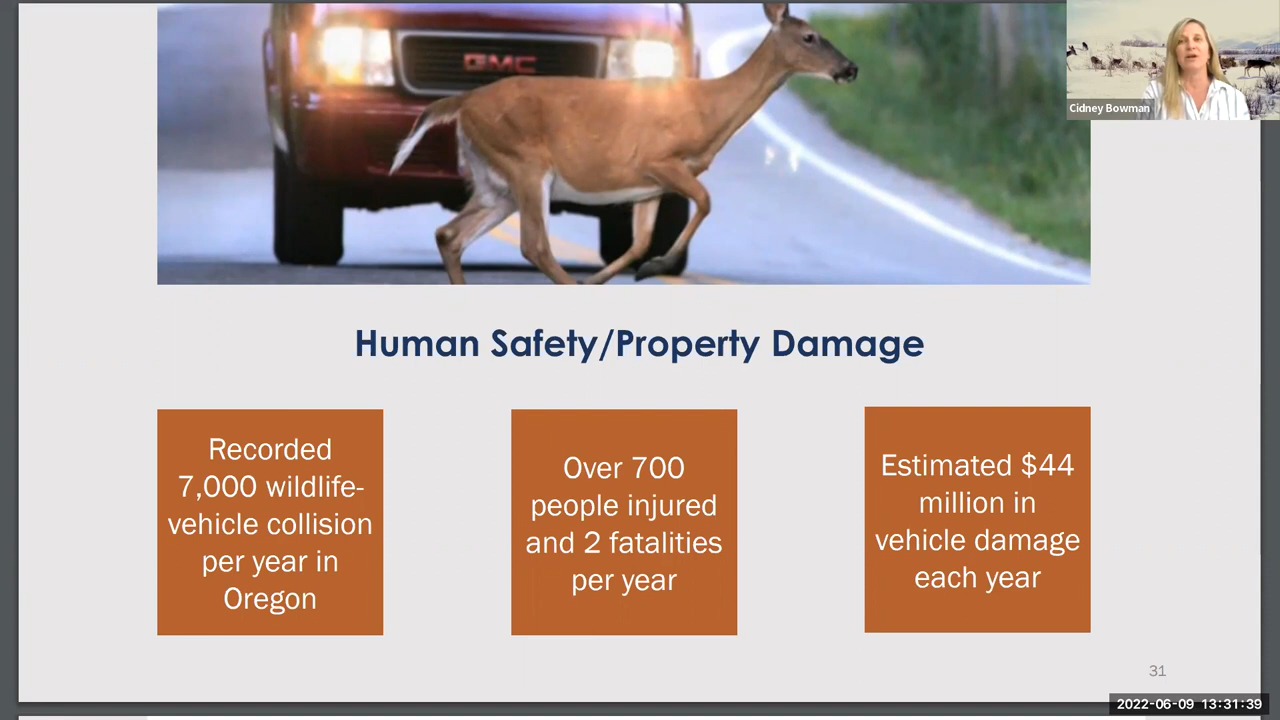 GMC
Cidney Bowman
Human Safety/Property Damage
Recorded
7,000 wildlife-
vehicle collision
per year in
Oregon
Over 700
people injured
and 2 fatalities
per year
Estimated $44
million in
vehicle damage
each year
31
2022-06-09 13:31:39